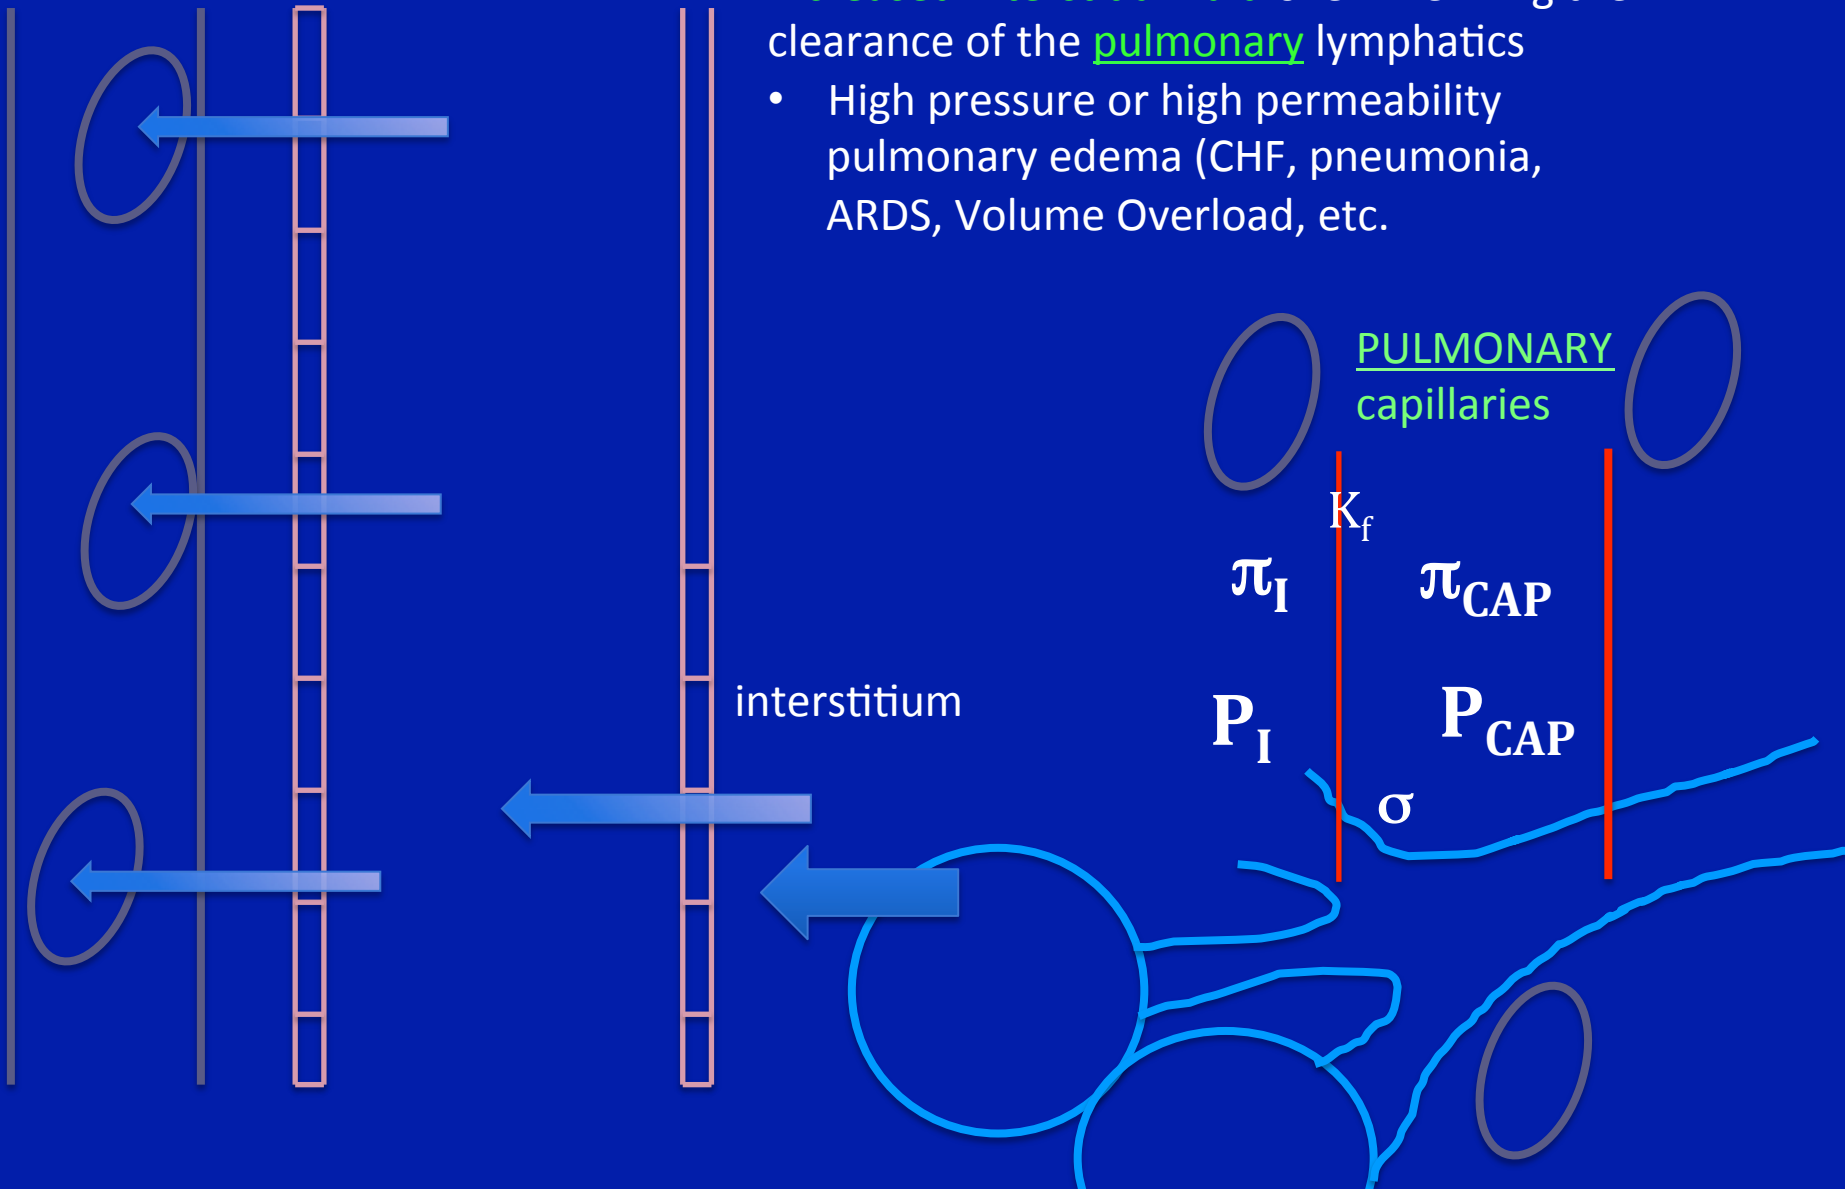 clearance of the pulmonary lymphatics
• High pressure or high permeability
pulmonary edema (CHF, pneumonia,
ARDS, Volume Overload, etc.
PULMONARY
capillaries
Kf
πI
πCAP
interstitium
PI
PCAP
σ